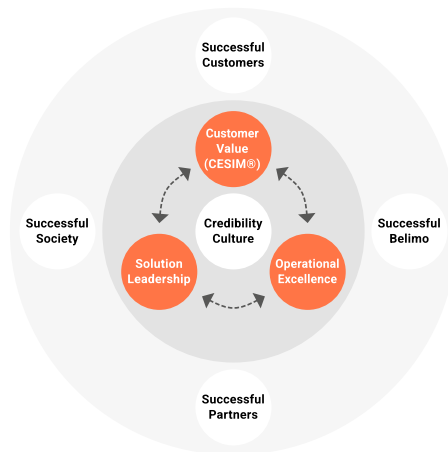 Successful
Customers
Customer
Value
(CESIM®)
Successful
Society
Credibility
Culture
Successful
Belimo
Solution
Leadership
Operational
Excellence
Successful
Partners